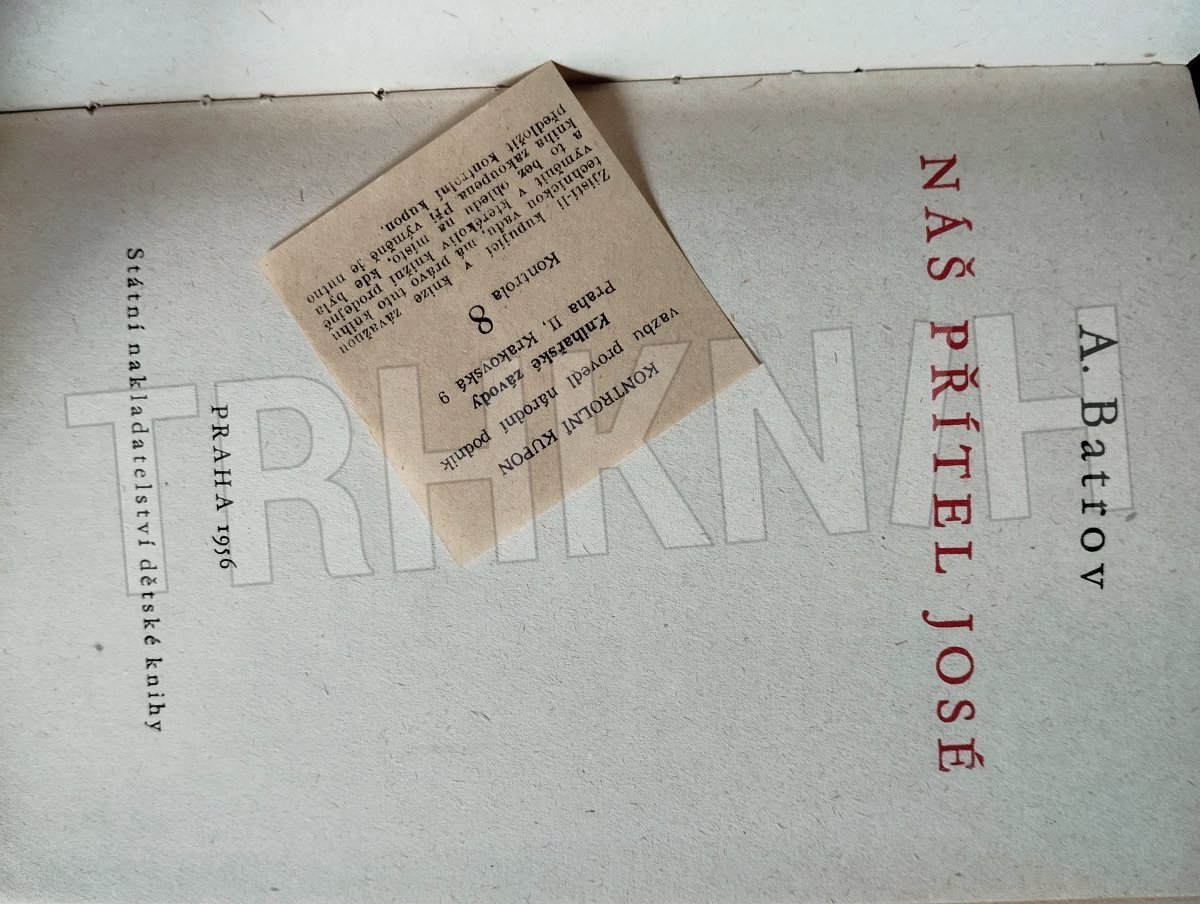 A. Batrov
NÁŠ PŘÍTEL JOSÉ
KONTROLNÍ KUPON
vazbu provedl národní podnik
Knihařské závody
Praha II, Krakovská 9
8
Kontrola
Zjistí-li kupující v knize závažnou
technickou vadu, má právo tuto knihu
vyměnit v kterékoliv knižní prodejně
a to bez ohledu na místo, kde byla
kniha zakoupena. Při výměně je nutno
předložit kontrolní kupon.
PRAHA 1956
Státní nakladatelství dětské knihy
TRHKNIH